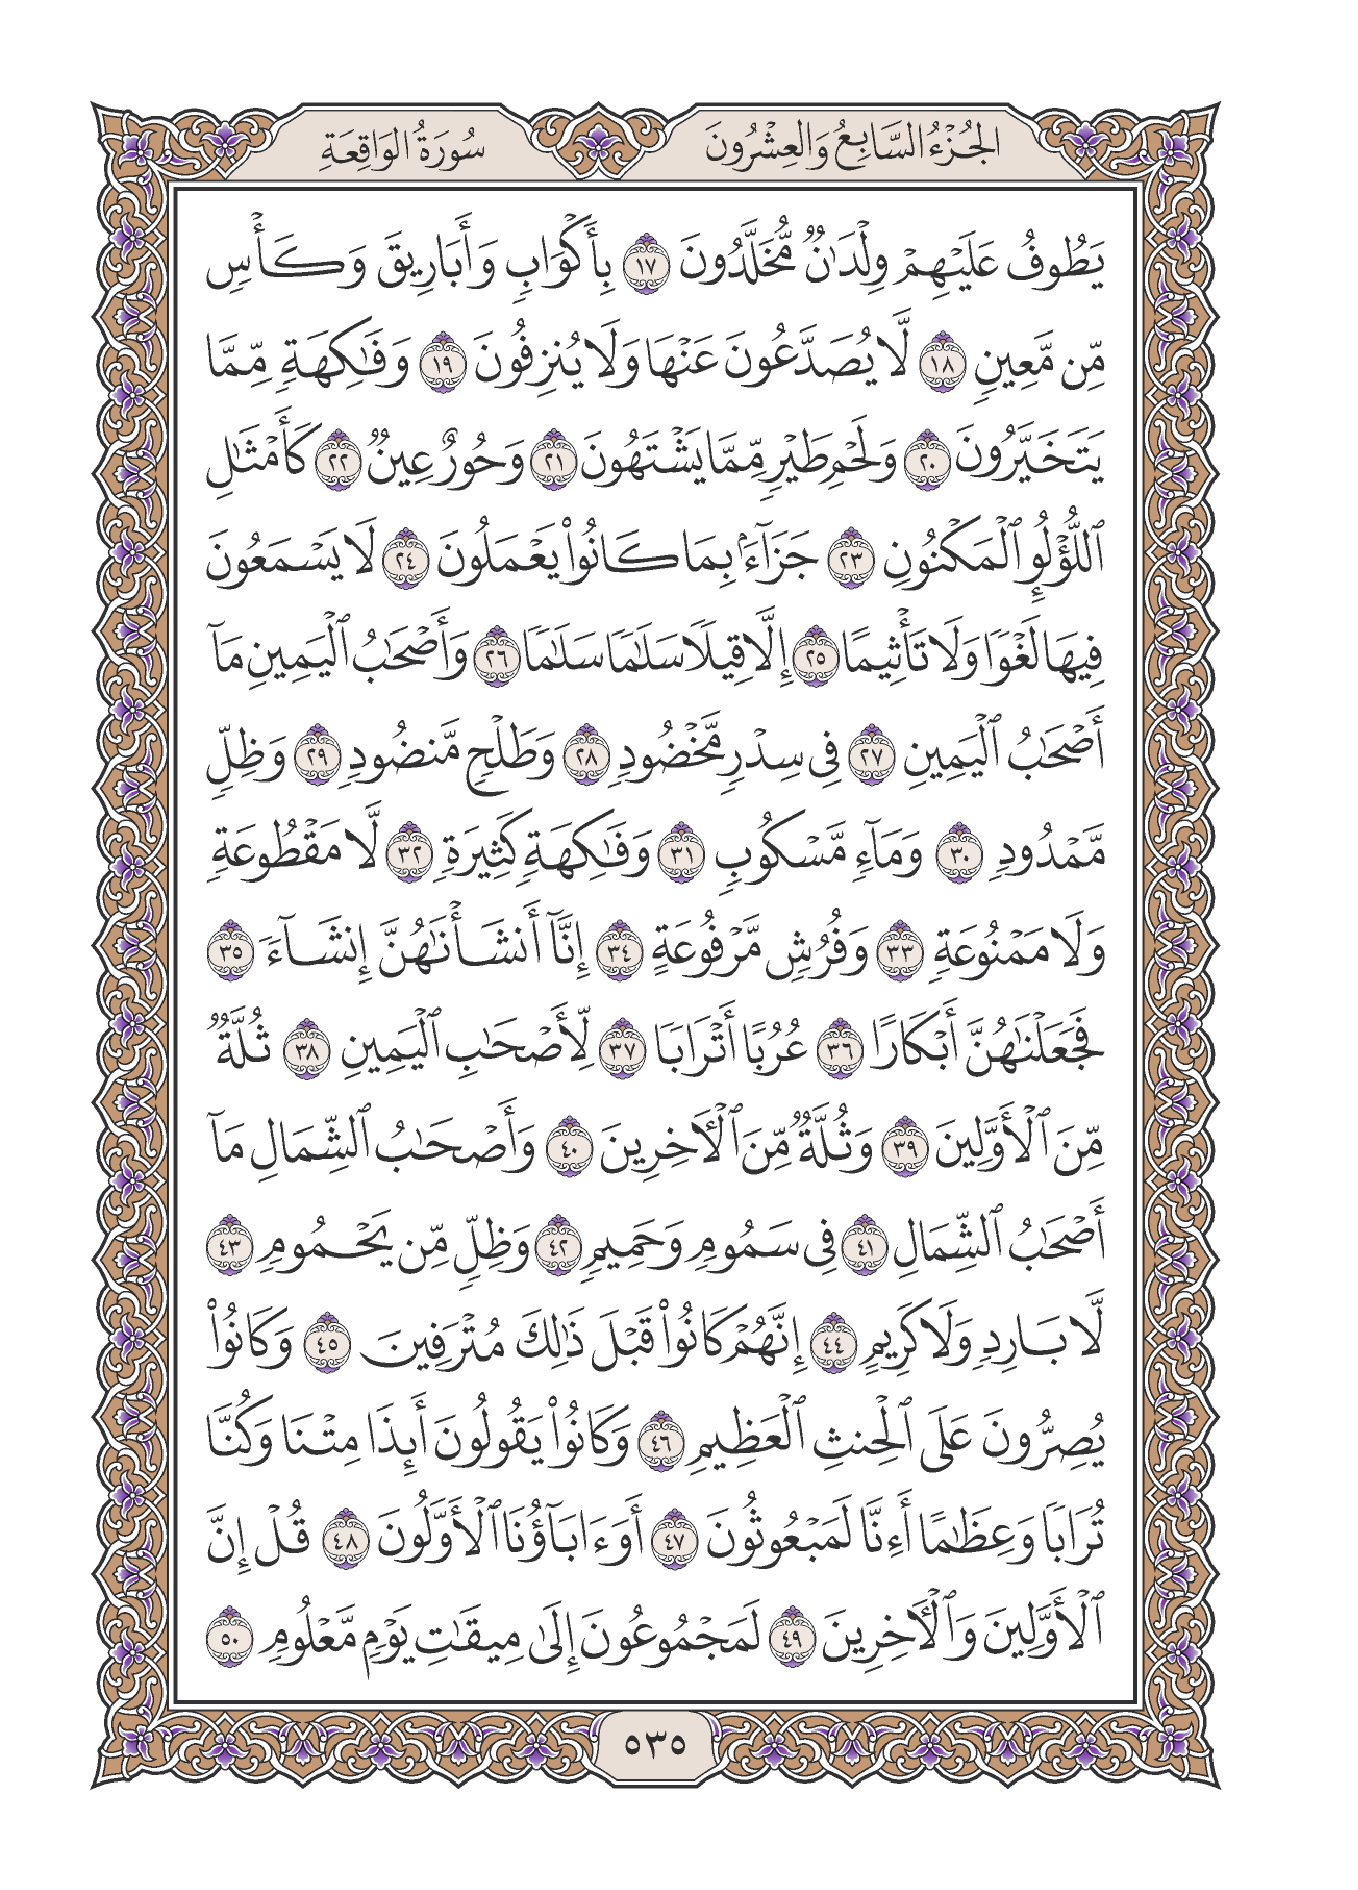 الجُزْءُ السَّابِعُ وَالعِشْرُونَ
سُورَةُ الوَاقِعَةِ
يَطُوفُ عَلَيۡهِمۡ وِلۡدَٰنٞ مُّخَلَّدُونَ ١٧ بِأَكۡوَابٖ وَأَبَارِيقَ وَكَأۡسٖ
مِّن مَّعِينٖ ١٨ لَّا يُصَدَّعُونَ عَنۡهَا وَلَا يُنزِفُونَ ١٩ وَفَٰكِهَةٖ مِّمَّا
يَتَخَيَّرُونَ ٢٠ وَلَحۡمِ طَيۡرٖ مِّمَّا يَشۡتَهُونَ ٢١ وَحُورٌ عِينٞ ٢٢ كَأَمۡثَٰلِ
ٱللُّؤۡلُوِٕ ٱلۡمَكۡنُونِ ٢٣ جَزَآءَۢ بِمَا كَانُواْ يَعۡمَلُونَ ٢٤ لَا يَسۡمَعُونَ
فِيهَا لَغۡوٗا وَلَا تَأۡثِيمًا ٢٥ إِلَّا قِيلٗا سَلَٰمٗا سَلَٰمٗا ٢٦ وَأَصۡحَٰبُ ٱلۡيَمِينِ مَآ
أَصۡحَٰبُ ٱلۡيَمِينِ ٢٧ فِي سِدۡرٖ مَّخۡضُودٖ ٢٨ وَطَلۡحٖ مَّنضُودٖ ٢٩ وَظِلّٖ
مَّمۡدُودٖ ٣٠ وَمَآءٖ مَّسۡكُوبٖ ٣١ وَفَٰكِهَةٖ كَثِيرَةٖ ٣٢ لَّا مَقۡطُوعَةٖ
وَلَا مَمۡنُوعَةٖ ٣٣ وَفُرُشٖ مَّرۡفُوعَةٍ ٣٤ إِنَّآ أَنشَأۡنَٰهُنَّ إِنشَآءٗ ٣٥
فَجَعَلۡنَٰهُنَّ أَبۡكَارًا ٣٦ عُرُبًا أَتۡرَابٗا ٣٧ لِّأَصۡحَٰبِ ٱلۡيَمِينِ ٣٨ ثُلَّةٞ
مِّنَ ٱلۡأَوَّلِينَ ٣٩ وَثُلَّةٞ مِّنَ ٱلۡأٓخِرِينَ ٤٠ وَأَصۡحَٰبُ ٱلشِّمَالِ مَآ
أَصۡحَٰبُ ٱلشِّمَالِ ٤١ فِي سَمُومٖ وَحَمِيمٖ ٤٢ وَظِلّٖ مِّن يَحۡمُومٖ ٤٣
لَّا بَارِدٖ وَلَا كَرِيمٍ ٤٤ إِنَّهُمۡ كَانُواْ قَبۡلَ ذَٰلِكَ مُتۡرَفِينَ ٤٥ وَكَانُواْ
يُصِرُّونَ عَلَى ٱلۡحِنثِ ٱلۡعَظِيمِ ٤٦ وَكَانُواْ يَقُولُونَ أَئِذَا مِتۡنَا وَكُنَّا
تُرَابٗا وَعِظَٰمًا أَءِنَّا لَمَبۡعُوثُونَ ٤٧ أَوَءَابَآؤُنَا ٱلۡأَوَّلُونَ ٤٨ قُلۡ إِنَّ
ٱلۡأَوَّلِينَ وَٱلۡأٓخِرِينَ ٤٩ لَمَجۡمُوعُونَ إِلَىٰ مِيقَٰتِ يَوۡمٖ مَّعۡلُومٖ ٥٠
٥٣٥